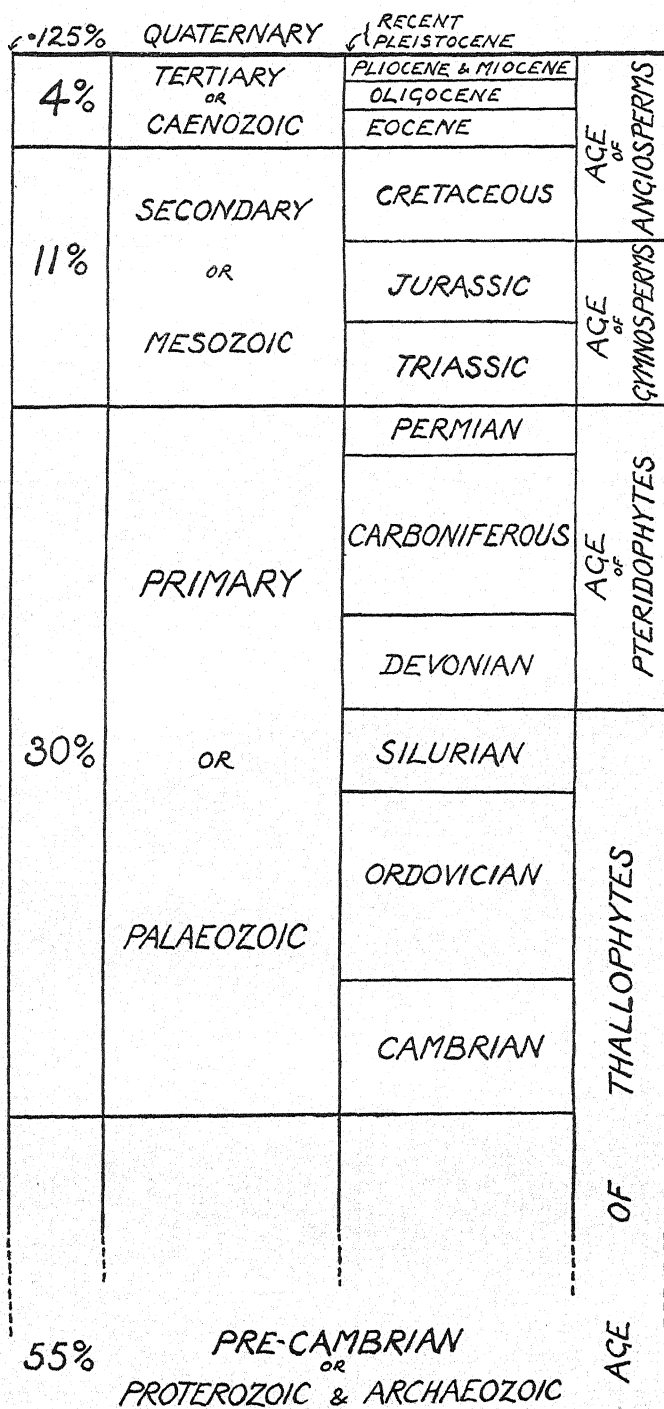 ·125% QUATERNARY RECENT
PLEISTOCENE
4%
TERTIARY
OR
CAENOZOIC
PLIOCENE & MIOCENE
OLIGOCENE
EOCENE
AGE
OF
ANGIOSPERMS
11%
SECONDARY
OR
MESOZOIC
CRETACEOUS
JURASSIC
TRIASSIC
AGE
OF
GYMNOSPERMS
30%
PRIMARY
OR
PALAEOZOIC
PERMIAN
CARBONIFEROUS
DEVONIAN
SILURIAN
ORDOVICIAN
CAMBRIAN
AGE
OF
PTERIDOPHYTES
AGE OF THALLOPHYTES
55%
PRE-CAMBRIAN
OR
PROTEROZOIC & ARCHAEOZOIC